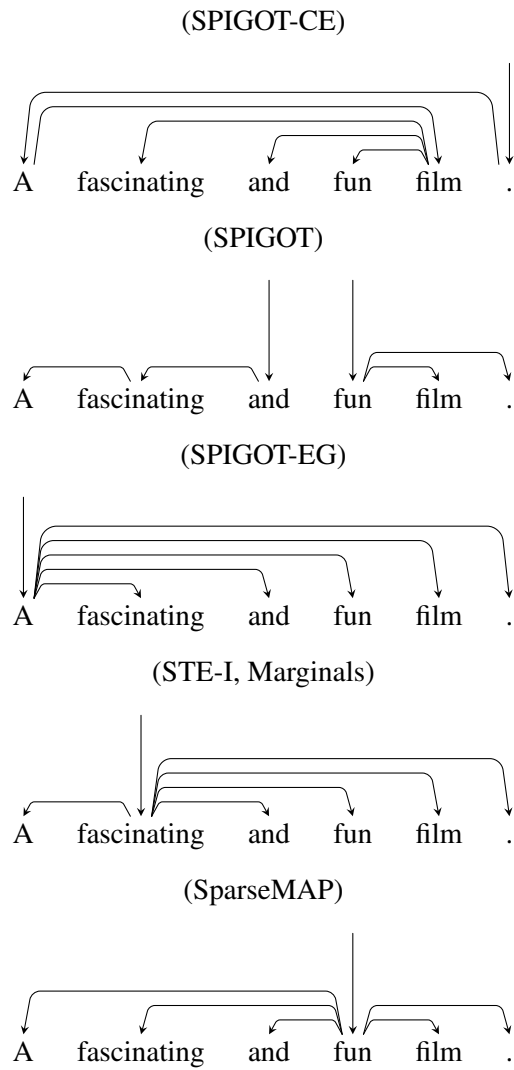 (SPIGOT-CE)
A fascinating and fun film .
(SPIGOT)
A fascinating and fun film .
(SPIGOT-EG)
A fascinating and fun film .
(STE-I, Marginals)
A fascinating and fun film .
(SparseMAP)
A fascinating and fun film .